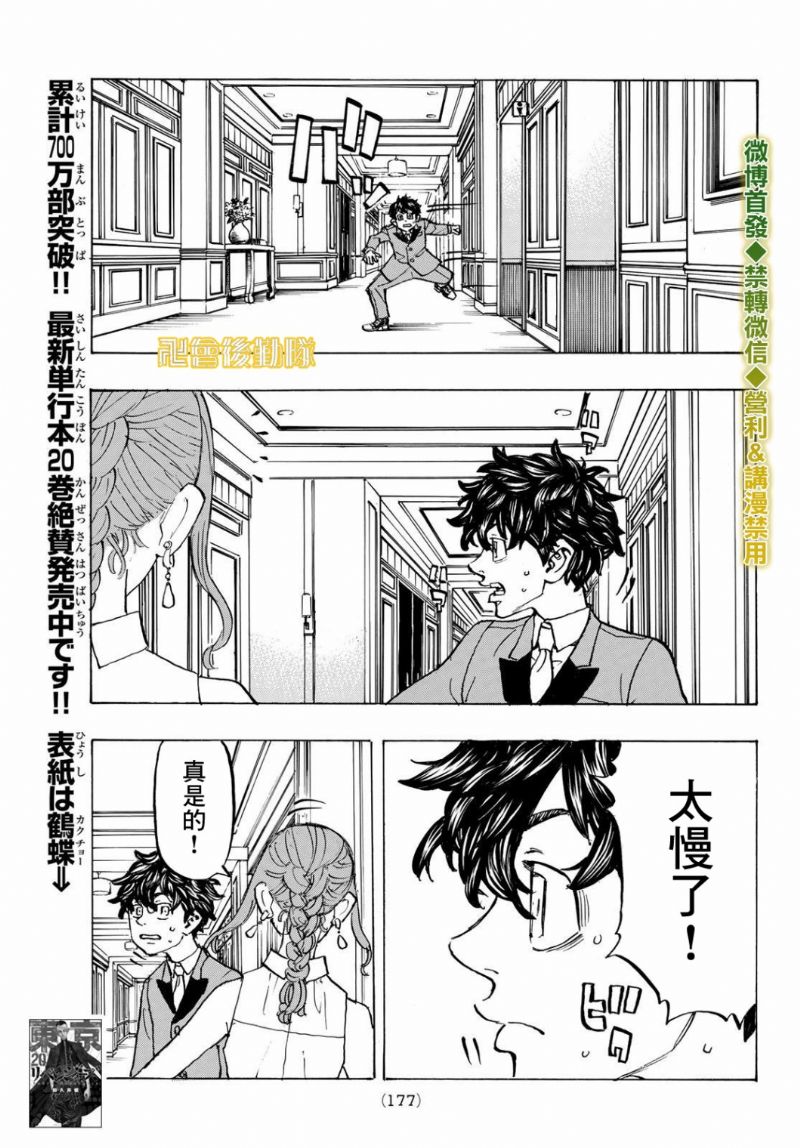 累計700万部突破!! 最新単行本20巻絶賛発売中です!! 表紙は鶴蝶⇓
るいけい まんぶとっぱ さいしんたんこうぼん かんぜっさんはつばいちゅう ひょうし カクチョー
微博首發◆禁轉微信◆營利&講漫禁用
卍會後勤隊
太慢了！
ビク
真是的！
東京
(177)